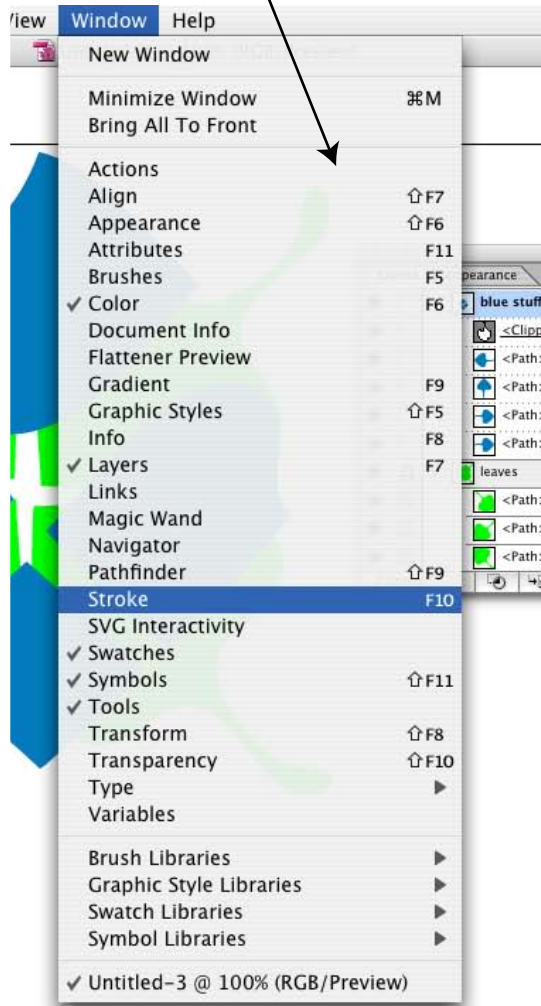 View Window Help
New Window
Minimize Window ⌘M
Bring All To Front
Actions
Align ⇧F7
Appearance ⇧F6
Attributes F11
Brushes F5
✓ Color F6
Document Info
Flattener Preview
Gradient F9
Graphic Styles ⇧F5
Info F8
✓ Layers F7
Links
Magic Wand
Navigator
Pathfinder ⇧F9
Stroke F10
SVG Interactivity
✓ Swatches
✓ Symbols ⇧F11
✓ Tools
Transform ⇧F8
Transparency ⇧F10
Type ▶
Variables
Brush Libraries ▶
Graphic Style Libraries ▶
Swatch Libraries ▶
Symbol Libraries ▶
✓ Untitled-3 @ 100% (RGB/Preview)
pearance
blue stuff
<Clipp
<Path:
<Path:
<Path:
<Path:
leaves
<Path:
<Path:
<Path: